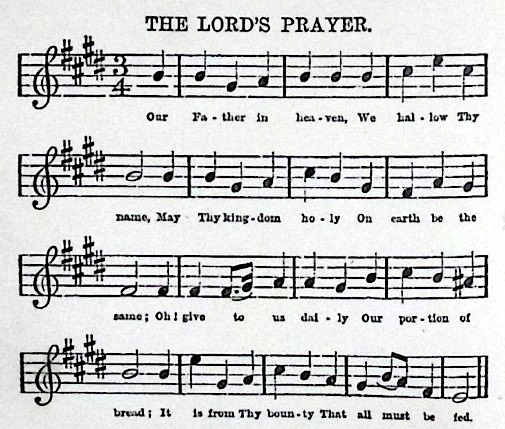 THE LORD'S PRAYER.
3
4
Our Fa - ther in hea - ven, We hal - low Thy
name, May Thy king - dom ho - ly On earth be the
same; Oh! give to us dai - ly Our por - tion of
bread; It is from Thy boun - ty That all must be fed.